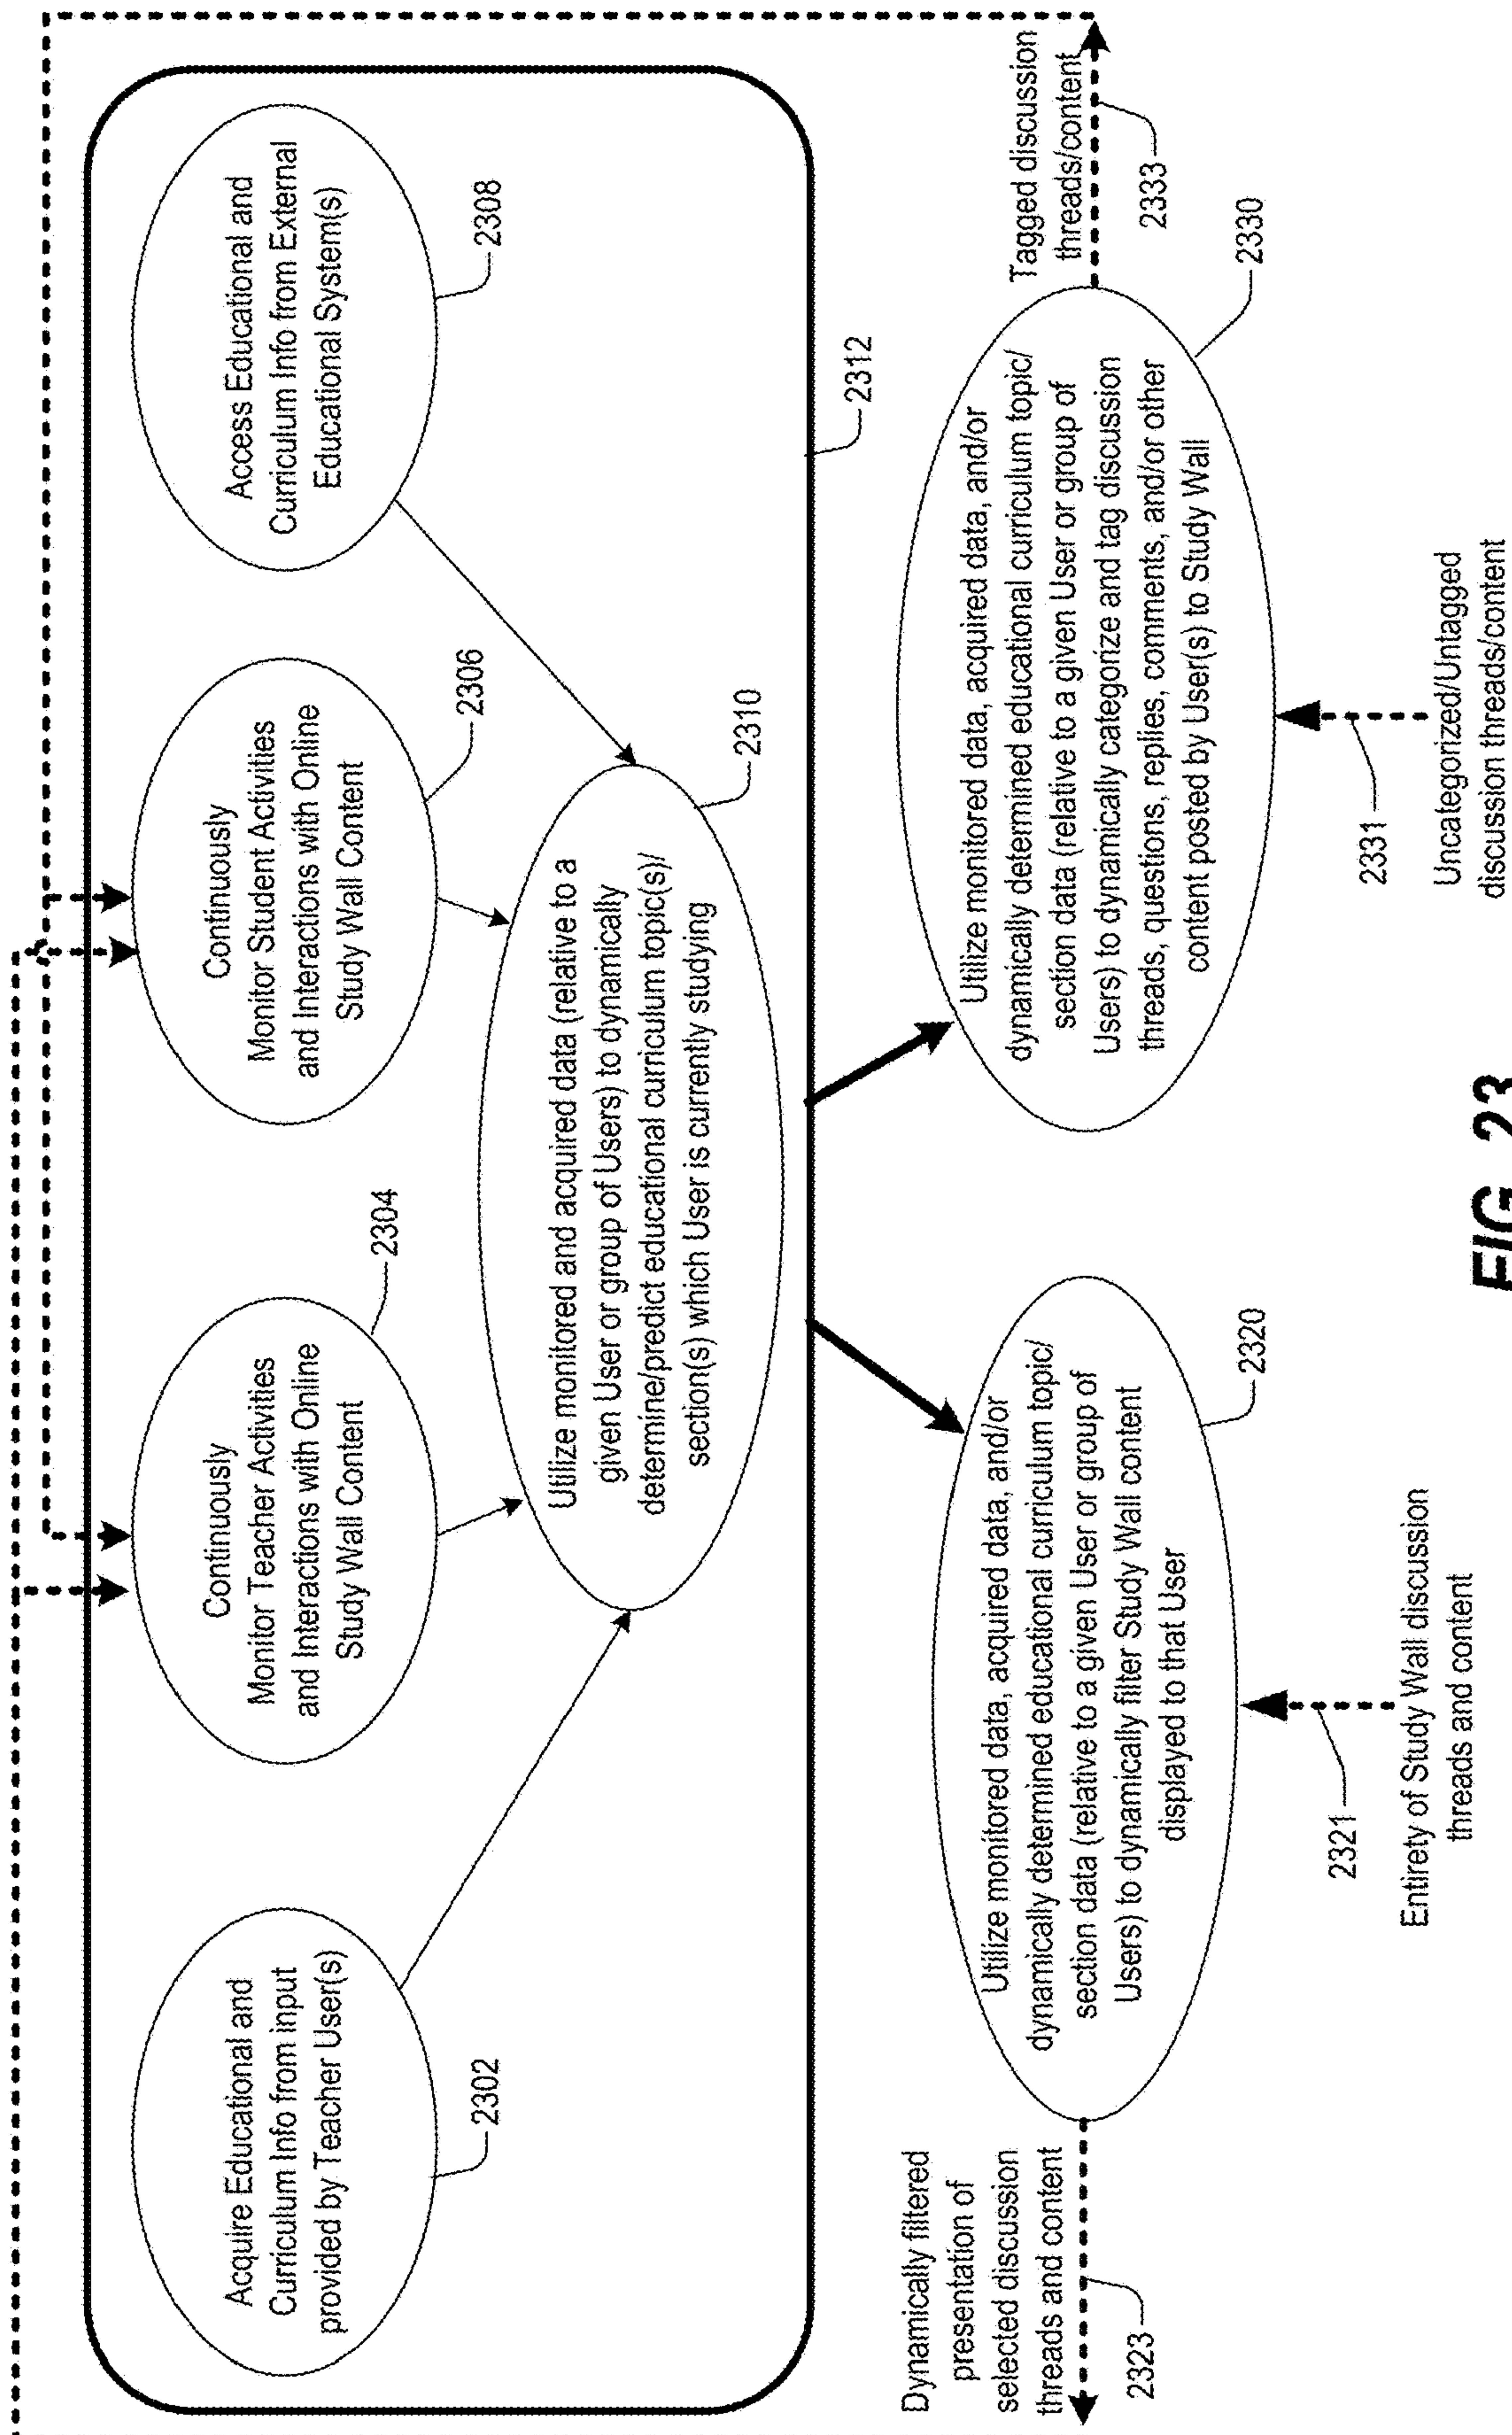 Acquire Educational and
Curriculum Info from input
provided by Teacher User(s)
2302
Continuously
Monitor Teacher Activities
and Interactions with Online
Study Wall Content
2304
Continuously
Monitor Student Activities
and Interactions with Online
Study Wall Content
2306
Access Educational and
Curriculum Info from External
Educational System(s)
2308
Utilize monitored and acquired data (relative to a
given User or group of Users) to dynamically
determine/predict educational curriculum topic(s)/
section(s) which User is currently studying
2310
2312
Dynamically filtered
presentation of
selected discussion
threads and content
2323
Utilize monitored data, acquired data, and/or
dynamically determined educational curriculum topic/
section data (relative to a given User or group of
Users) to dynamically filter Study Wall content
displayed to that User
2320
2321
Entirety of Study Wall discussion
threads and content
Utilize monitored data, acquired data, and/or
dynamically determined educational curriculum topic/
section data (relative to a given User or group of
Users) to dynamically categorize and tag discussion
threads, questions, replies, comments, and/or other
content posted by User(s) to Study Wall
2330
Tagged discussion
threads/content
2333
2331
Uncategorized/Untagged
discussion threads/content
FIG. 23